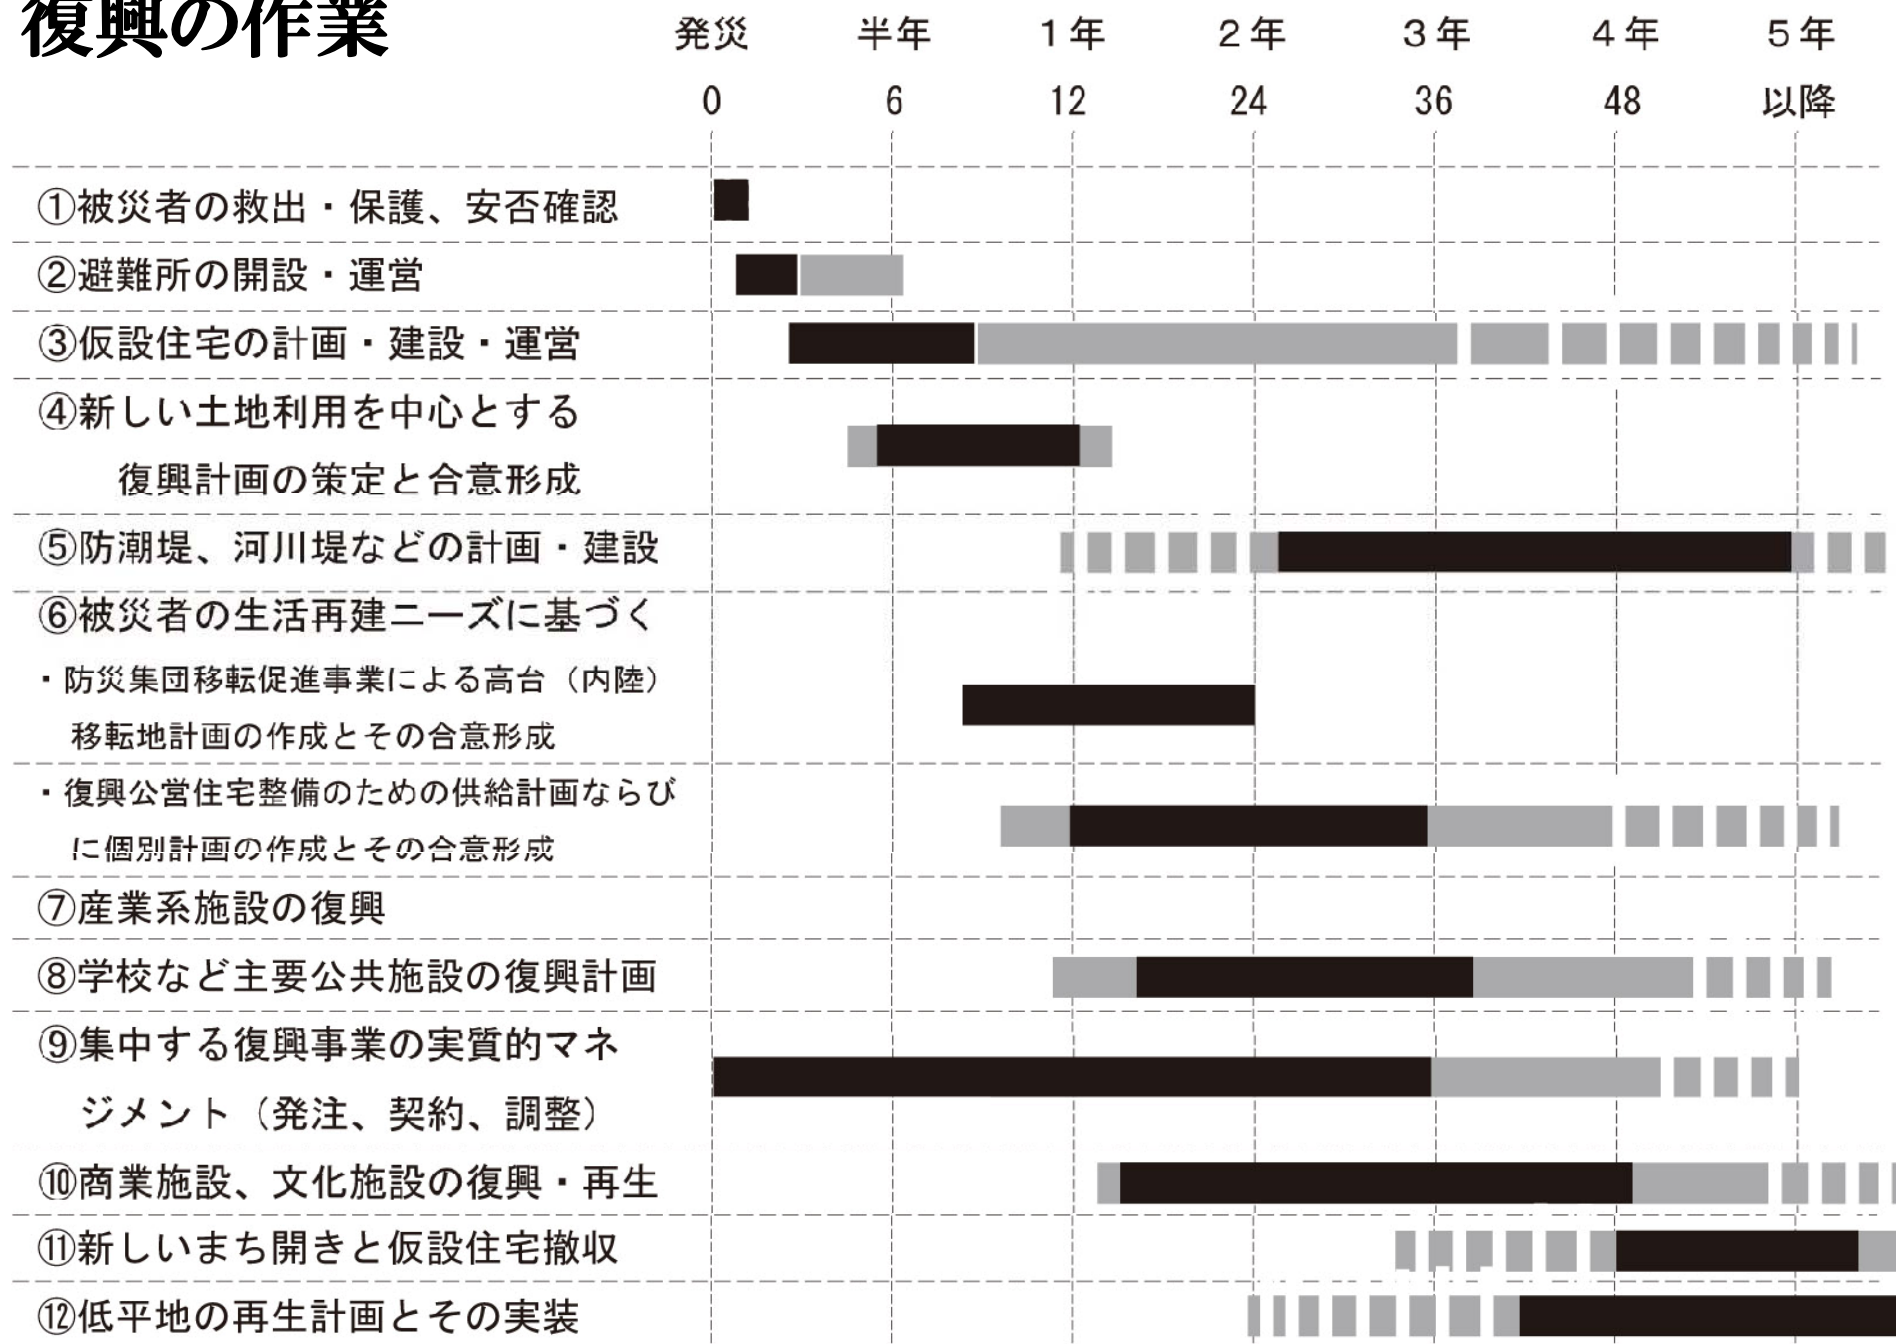 復興の作業
発災 半年 1年 2年 3年 4年 5年
0 6 12 24 36 48 以降
①被災者の救出・保護、安否確認
②避難所の開設・運営
③仮設住宅の計画・建設・運営
④新しい土地利用を中心とする
復興計画の策定と合意形成
⑤防潮堤、河川堤などの計画・建設
⑥被災者の生活再建ニーズに基づく
・防災集団移転促進事業による高台（内陸）
移転地計画の作成とその合意形成
・復興公営住宅整備のための供給計画ならび
に個別計画の作成とその合意形成
⑦産業系施設の復興
⑧学校など主要公共施設の復興計画
⑨集中する復興事業の実質的マネ
ジメント（発注、契約、調整）
⑩商業施設、文化施設の復興・再生
⑪新しいまち開きと仮設住宅撤収
⑫低平地の再生計画とその実装